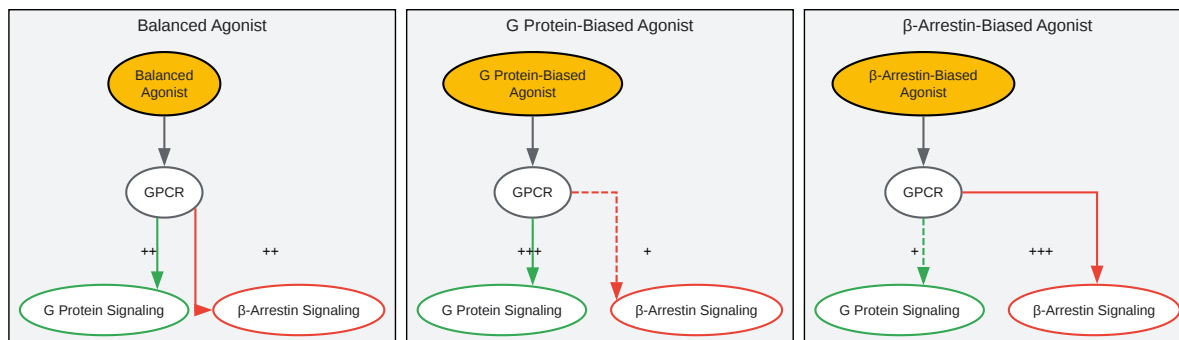 Balanced Agonist
Balanced
Agonist
GPCR
++
++
G Protein Signaling
β-Arrestin Signaling
G Protein-Biased Agonist
G Protein-Biased
Agonist
GPCR
+++
+
G Protein Signaling
β-Arrestin Signaling
β-Arrestin-Biased Agonist
β-Arrestin-Biased
Agonist
GPCR
+
+++
G Protein Signaling
β-Arrestin Signaling